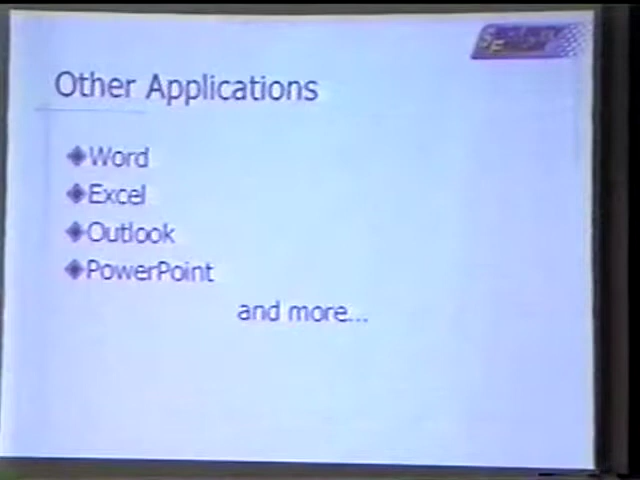 Other Applications
Word
Excel
Outlook
PowerPoint
and more...